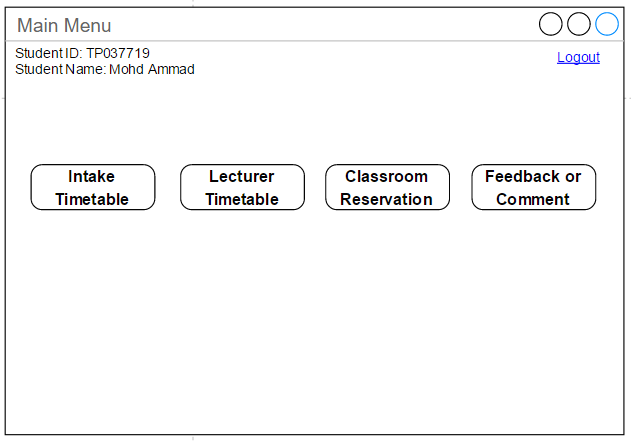 Main Menu
Student ID: TP037719
Student Name: Mohd Ammad
Logout
Intake
Timetable
Lecturer
Timetable
Classroom
Reservation
Feedback or
Comment